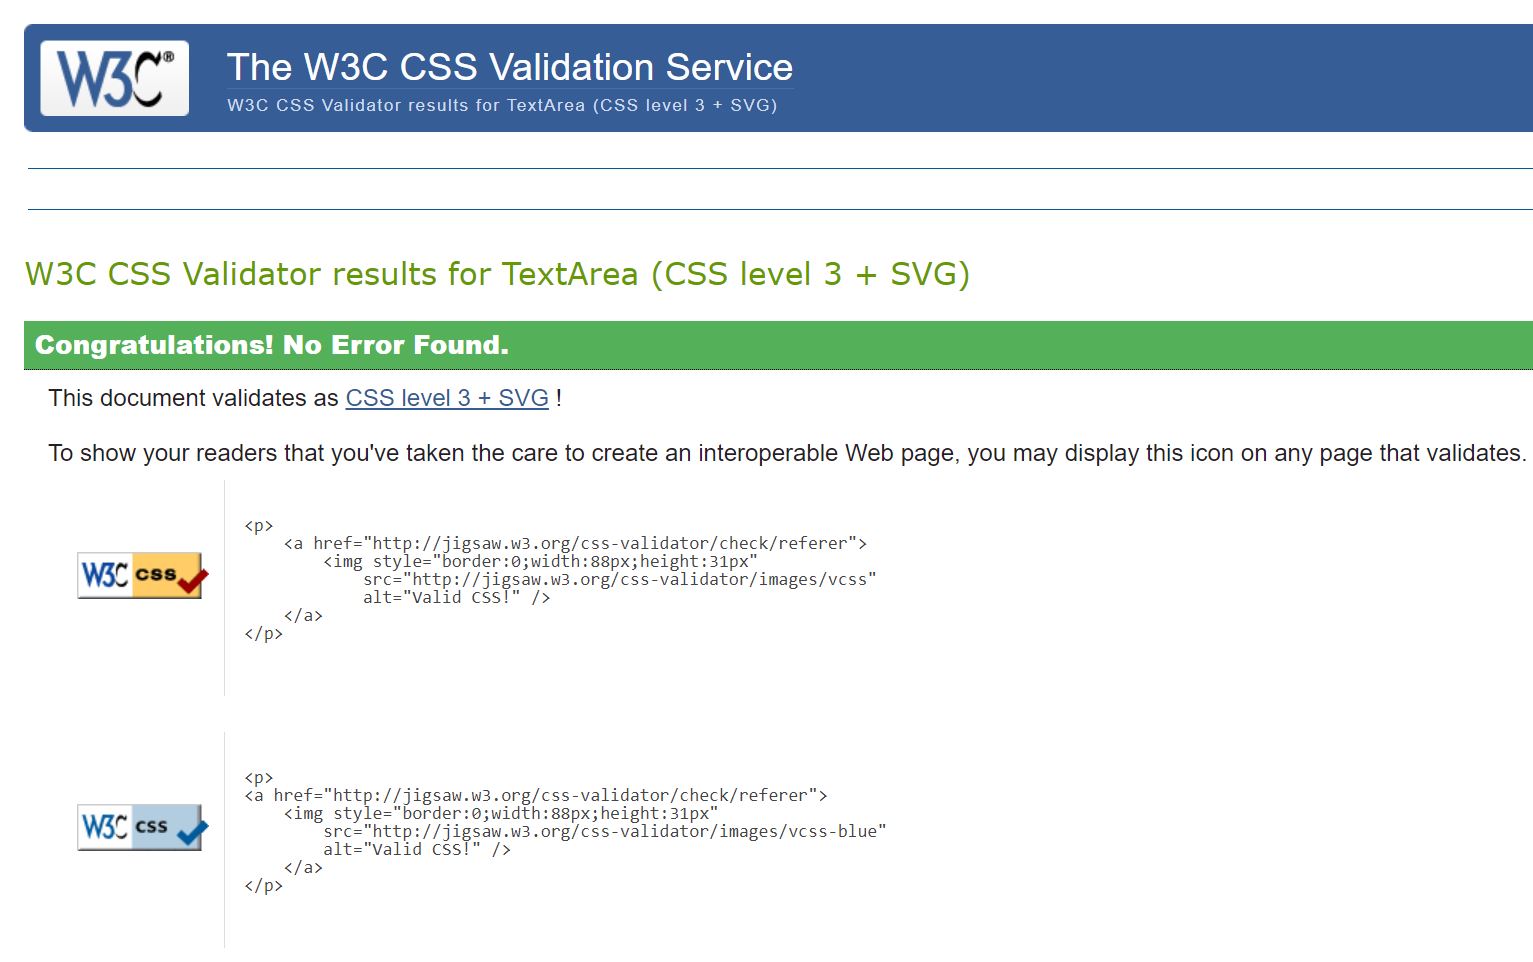 W3C®
The W3C CSS Validation Service
W3C CSS Validator results for TextArea (CSS level 3 + SVG)
W3C CSS Validator results for TextArea (CSS level 3 + SVG)
Congratulations! No Error Found.
This document validates as CSS level 3 + SVG !
To show your readers that you've taken the care to create an interoperable Web page, you may display this icon on any page that validates.
W3C css
<p>
    <a href="http://jigsaw.w3.org/css-validator/check/referer">
        <img style="border:0;width:88px;height:31px"
            src="http://jigsaw.w3.org/css-validator/images/vcss"
            alt="Valid CSS!" />
    </a>
</p>
W3C css
<p>
<a href="http://jigsaw.w3.org/css-validator/check/referer">
    <img style="border:0;width:88px;height:31px"
        src="http://jigsaw.w3.org/css-validator/images/vcss-blue"
        alt="Valid CSS!" />
    </a>
</p>